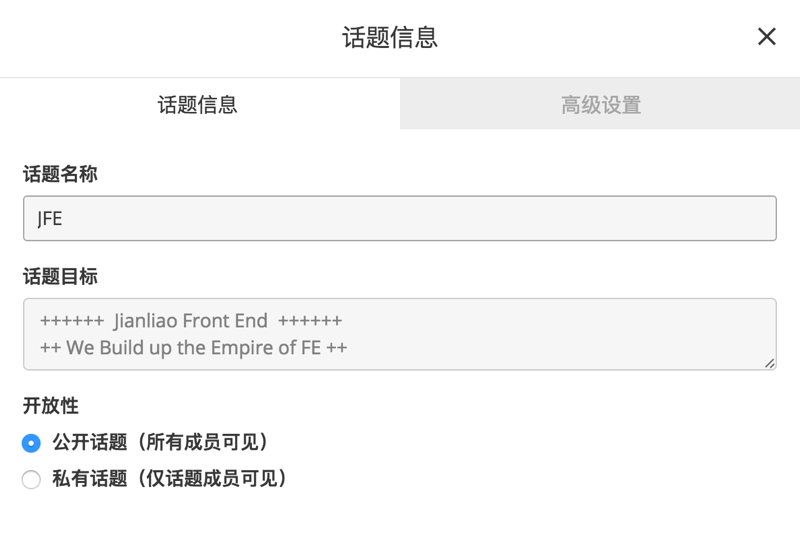 话题信息
话题信息
高级设置
话题名称
JFE
话题目标
++++++ Jianliao Front End ++++++
++ We Build up the Empire of FE ++
开放性
公开话题（所有成员可见）
私有话题（仅话题成员可见）